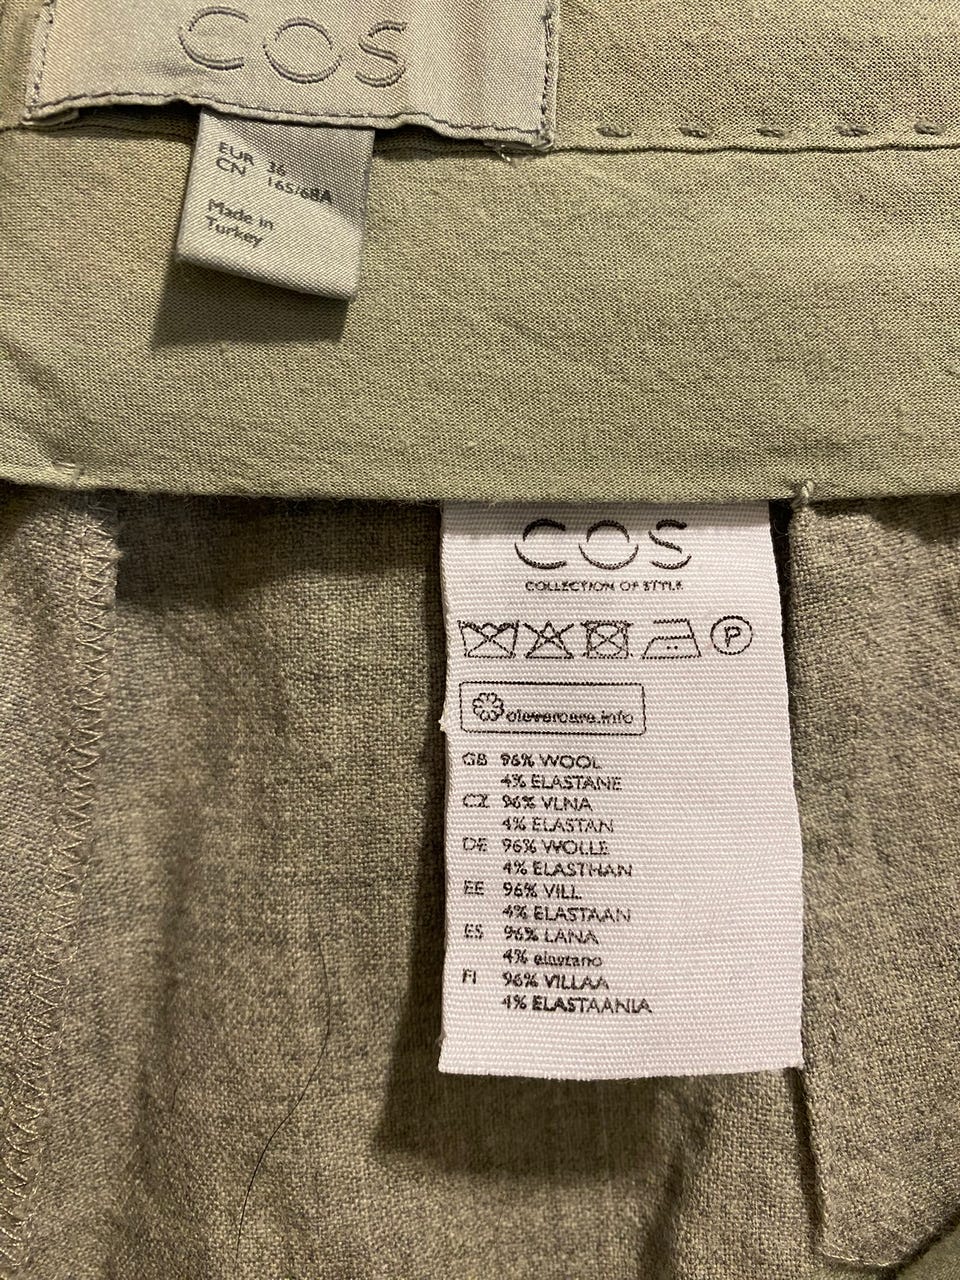 COS
EUR 36
CN 165/68A
Made in
Turkey
COS
COLLECTION OF STYLE
P
clevercare.info
GB 96% WOOL
4% ELASTANE
CZ 96% VLNA
4% ELASTAN
DE 96% WOLLE
4% ELASTHAN
EE 96% VILL
4% ELASTAAN
ES 96% LANA
4% elastano
FI 96% VILLAA
4% ELASTAANIA